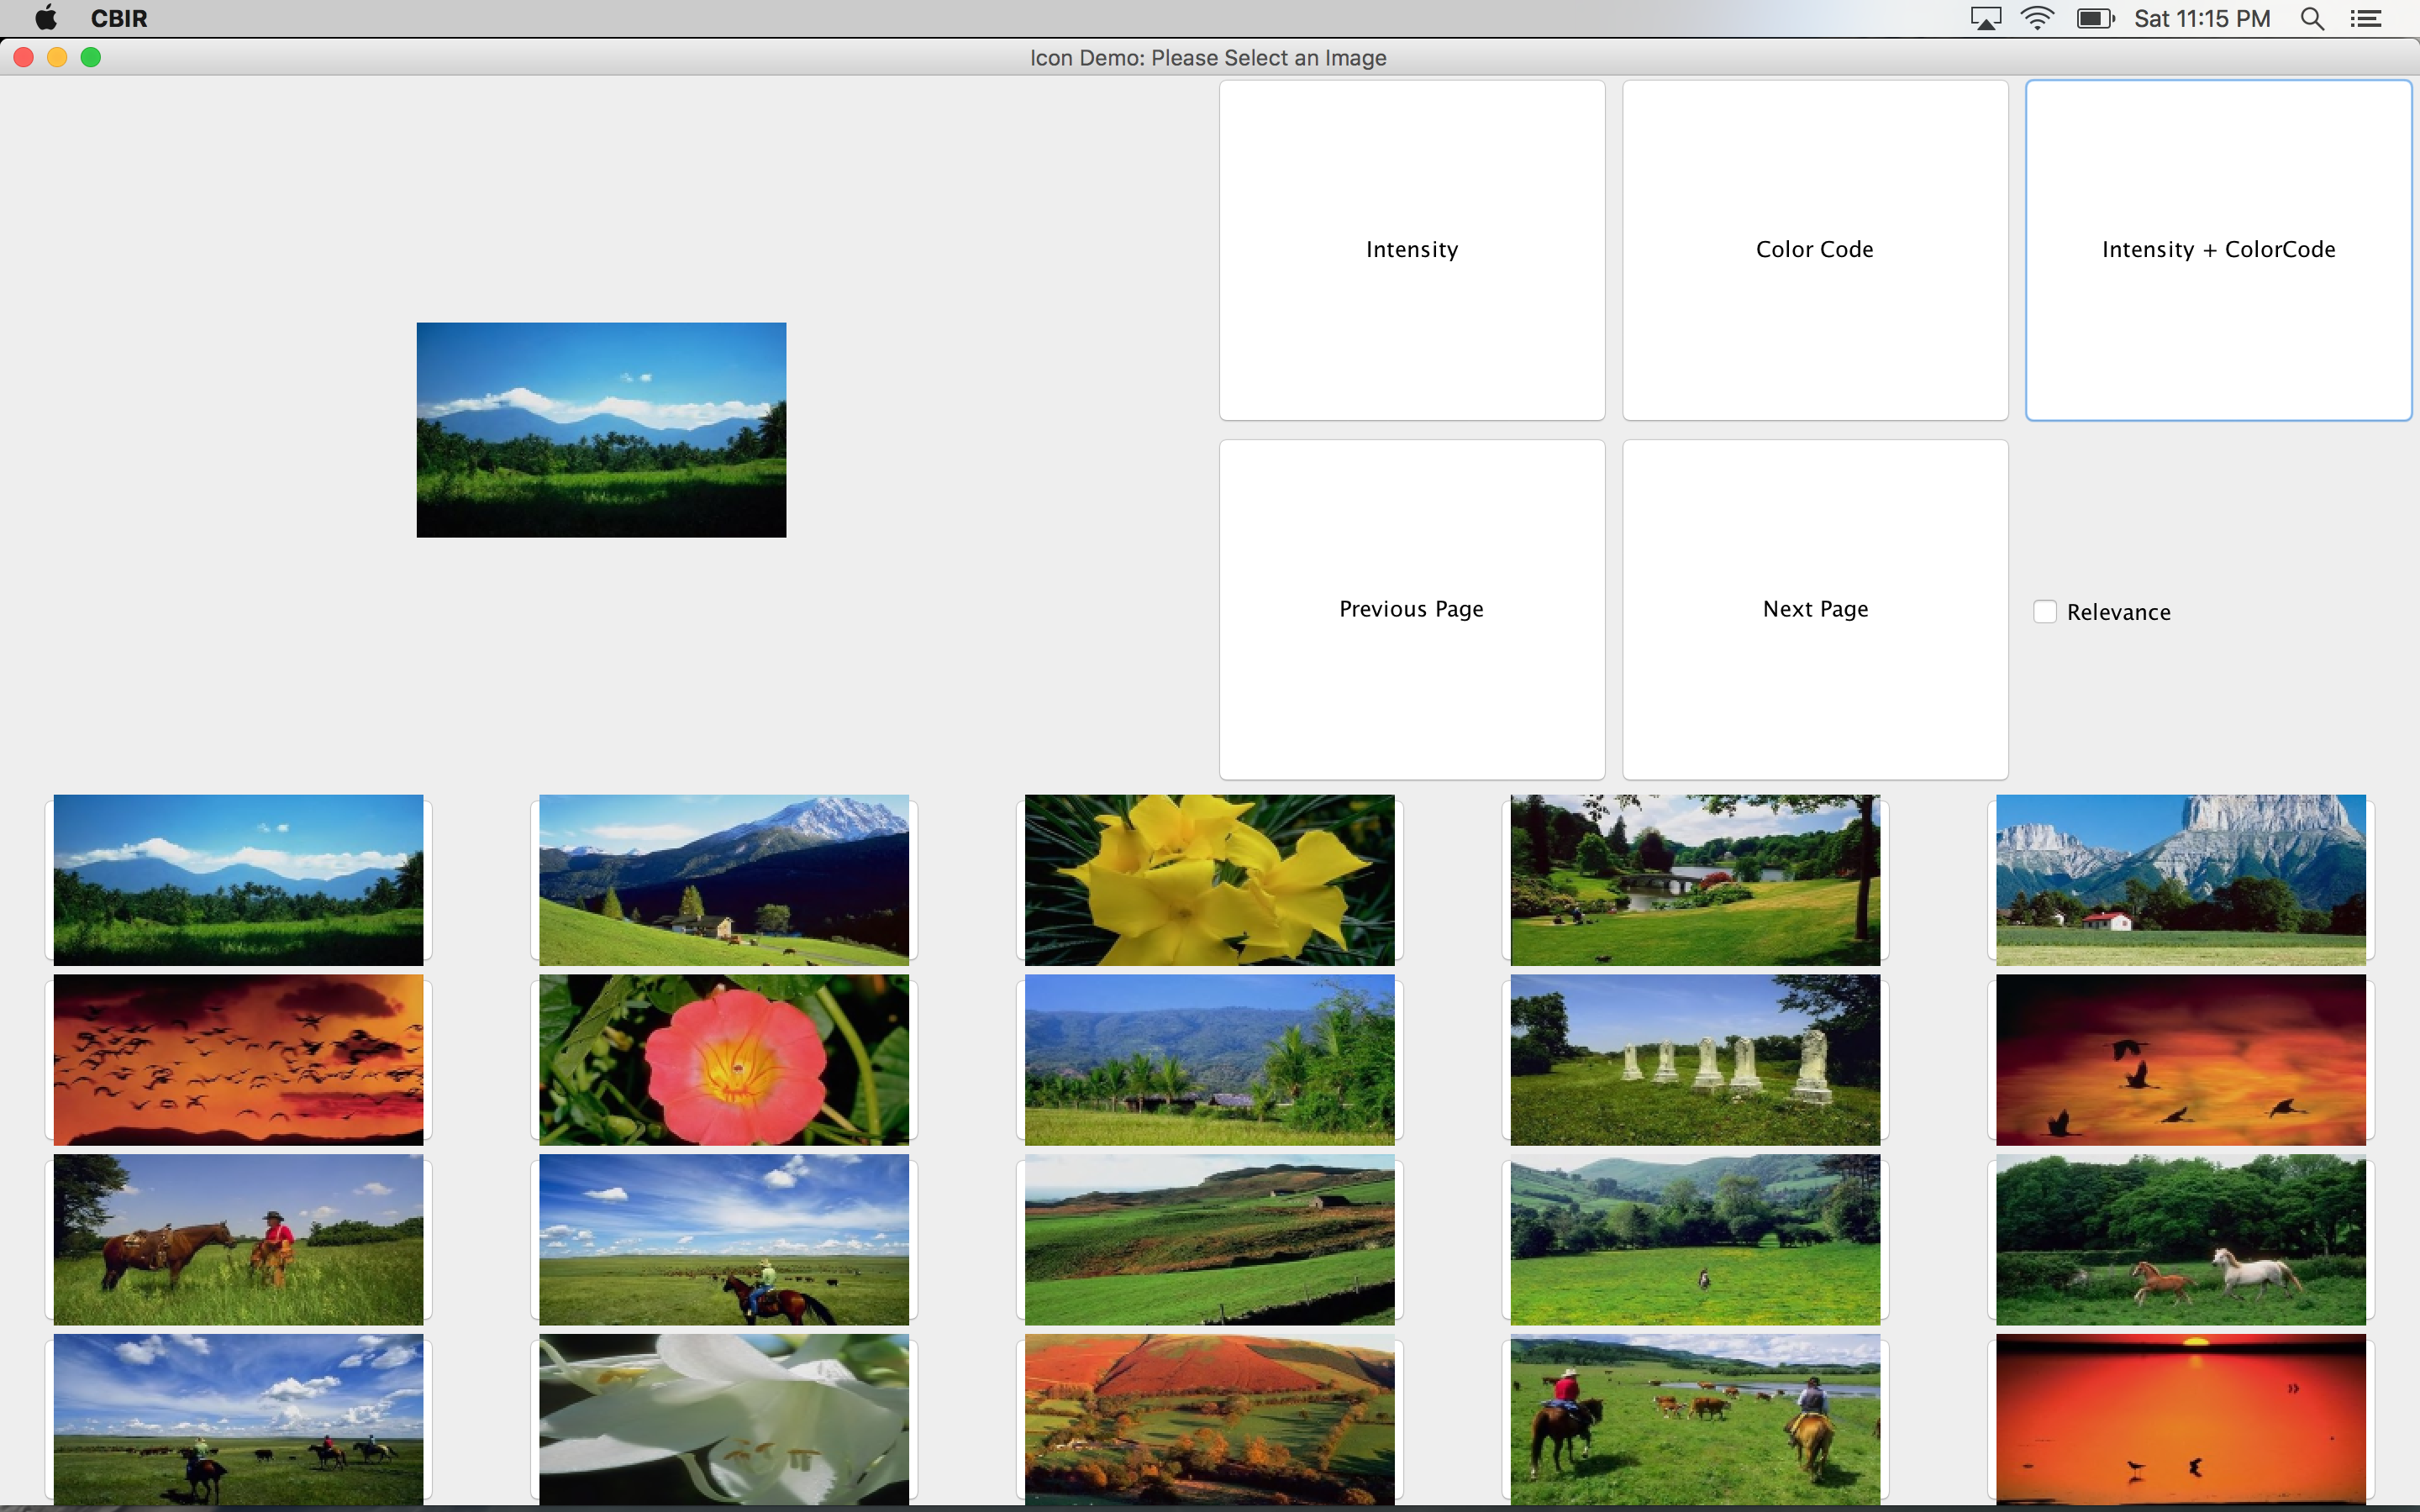 CBIR
Sat 11:15 PM
Icon Demo: Please Select an Image
Intensity
Color Code
Intensity + ColorCode
Previous Page
Next Page
Relevance